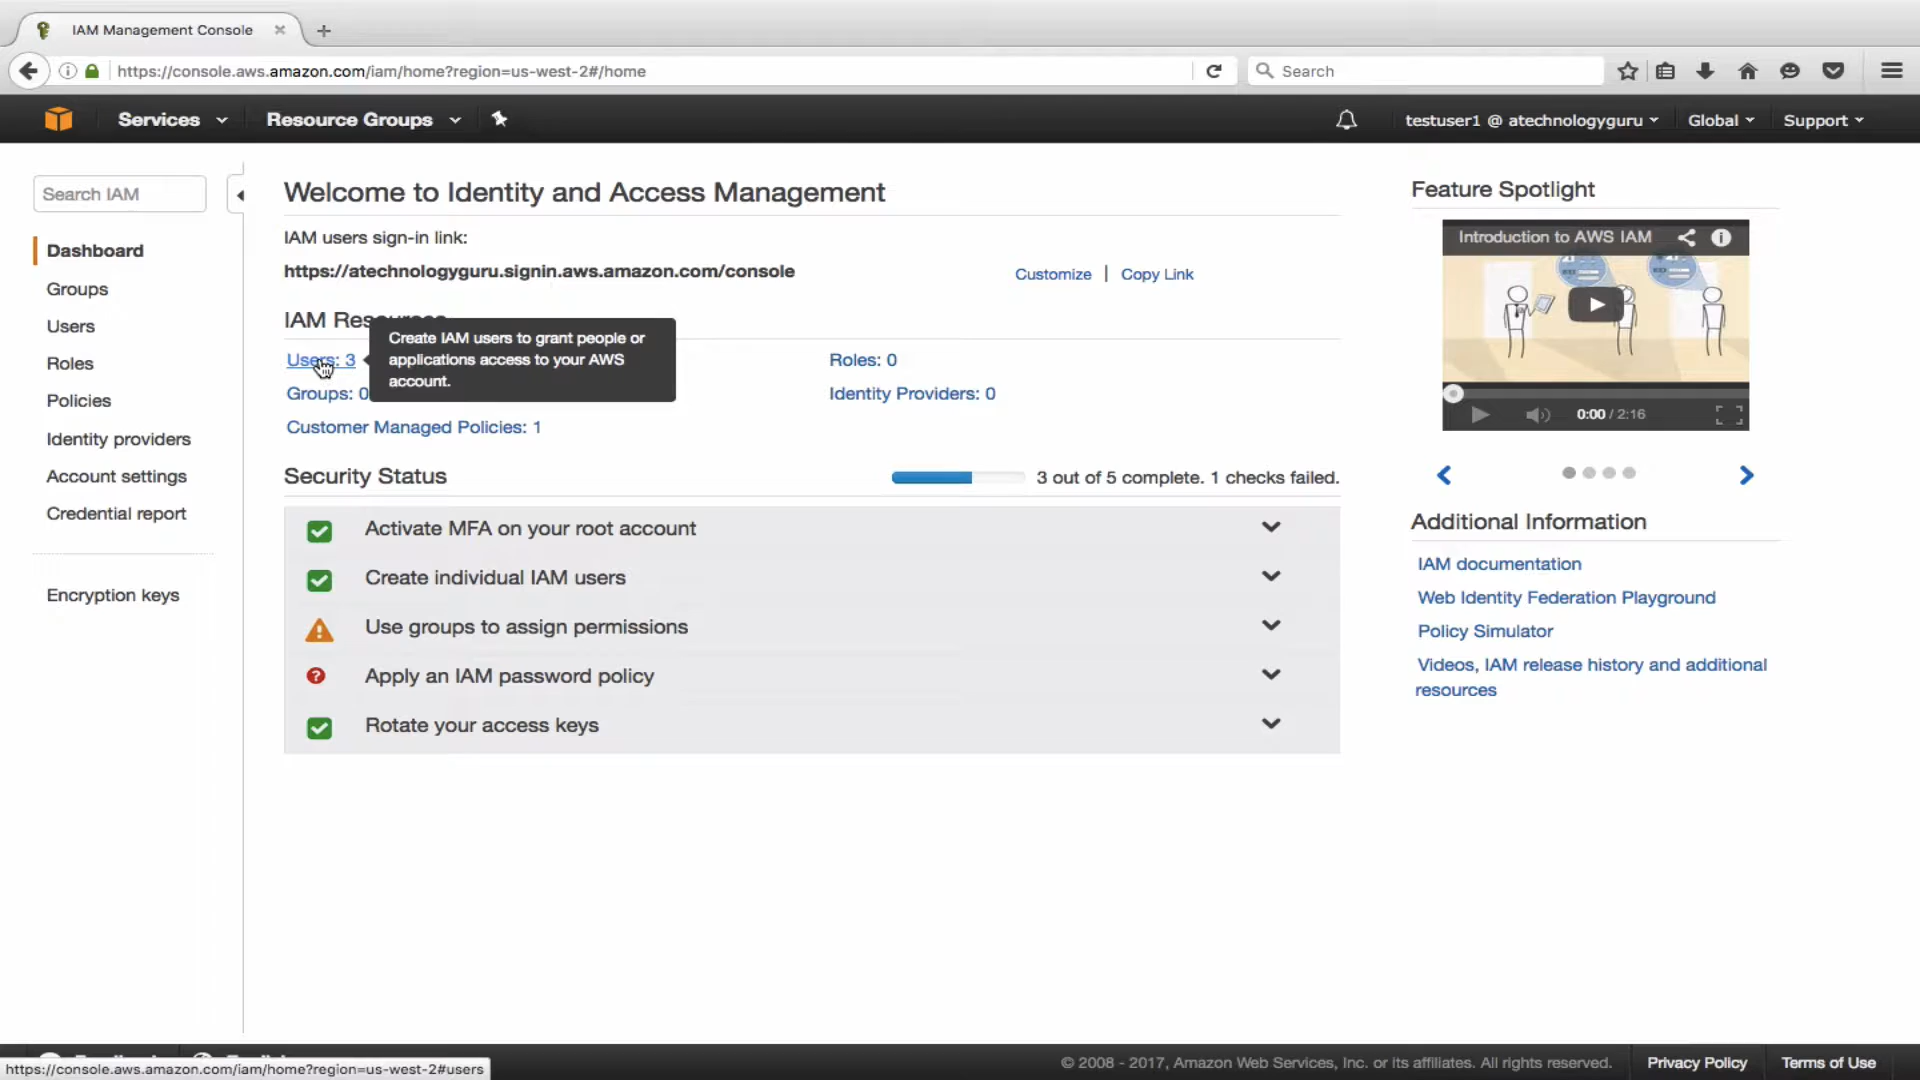 IAM Management Console
https://console.aws.amazon.com/iam/home?region=us-west-2#/home
Search
Services
Resource Groups
testuser1 @ atechnologyguru
Global
Support
Search IAM
Dashboard
Groups
Users
Roles
Policies
Identity providers
Account settings
Credential report
Encryption keys
Welcome to Identity and Access Management
IAM users sign-in link:
https://atechnologyguru.signin.aws.amazon.com/console
Customize | Copy Link
IAM
Create IAM users to grant people or
applications access to your AWS
account.
Users: 3
Roles: 0
Groups: 0
Identity Providers: 0
Customer Managed Policies: 1
Security Status
3 out of 5 complete. 1 checks failed.
Activate MFA on your root account
Create individual IAM users
Use groups to assign permissions
Apply an IAM password policy
Rotate your access keys
Feature Spotlight
Introduction to AWS IAM
0:00 / 2:16
Additional Information
IAM documentation
Web Identity Federation Playground
Policy Simulator
Videos, IAM release history and additional
resources
https://console.aws.amazon.com/iam/home?region=us-west-2#users
© 2008 - 2017, Amazon Web Services, Inc. or its affiliates. All rights reserved.
Privacy Policy
Terms of Use